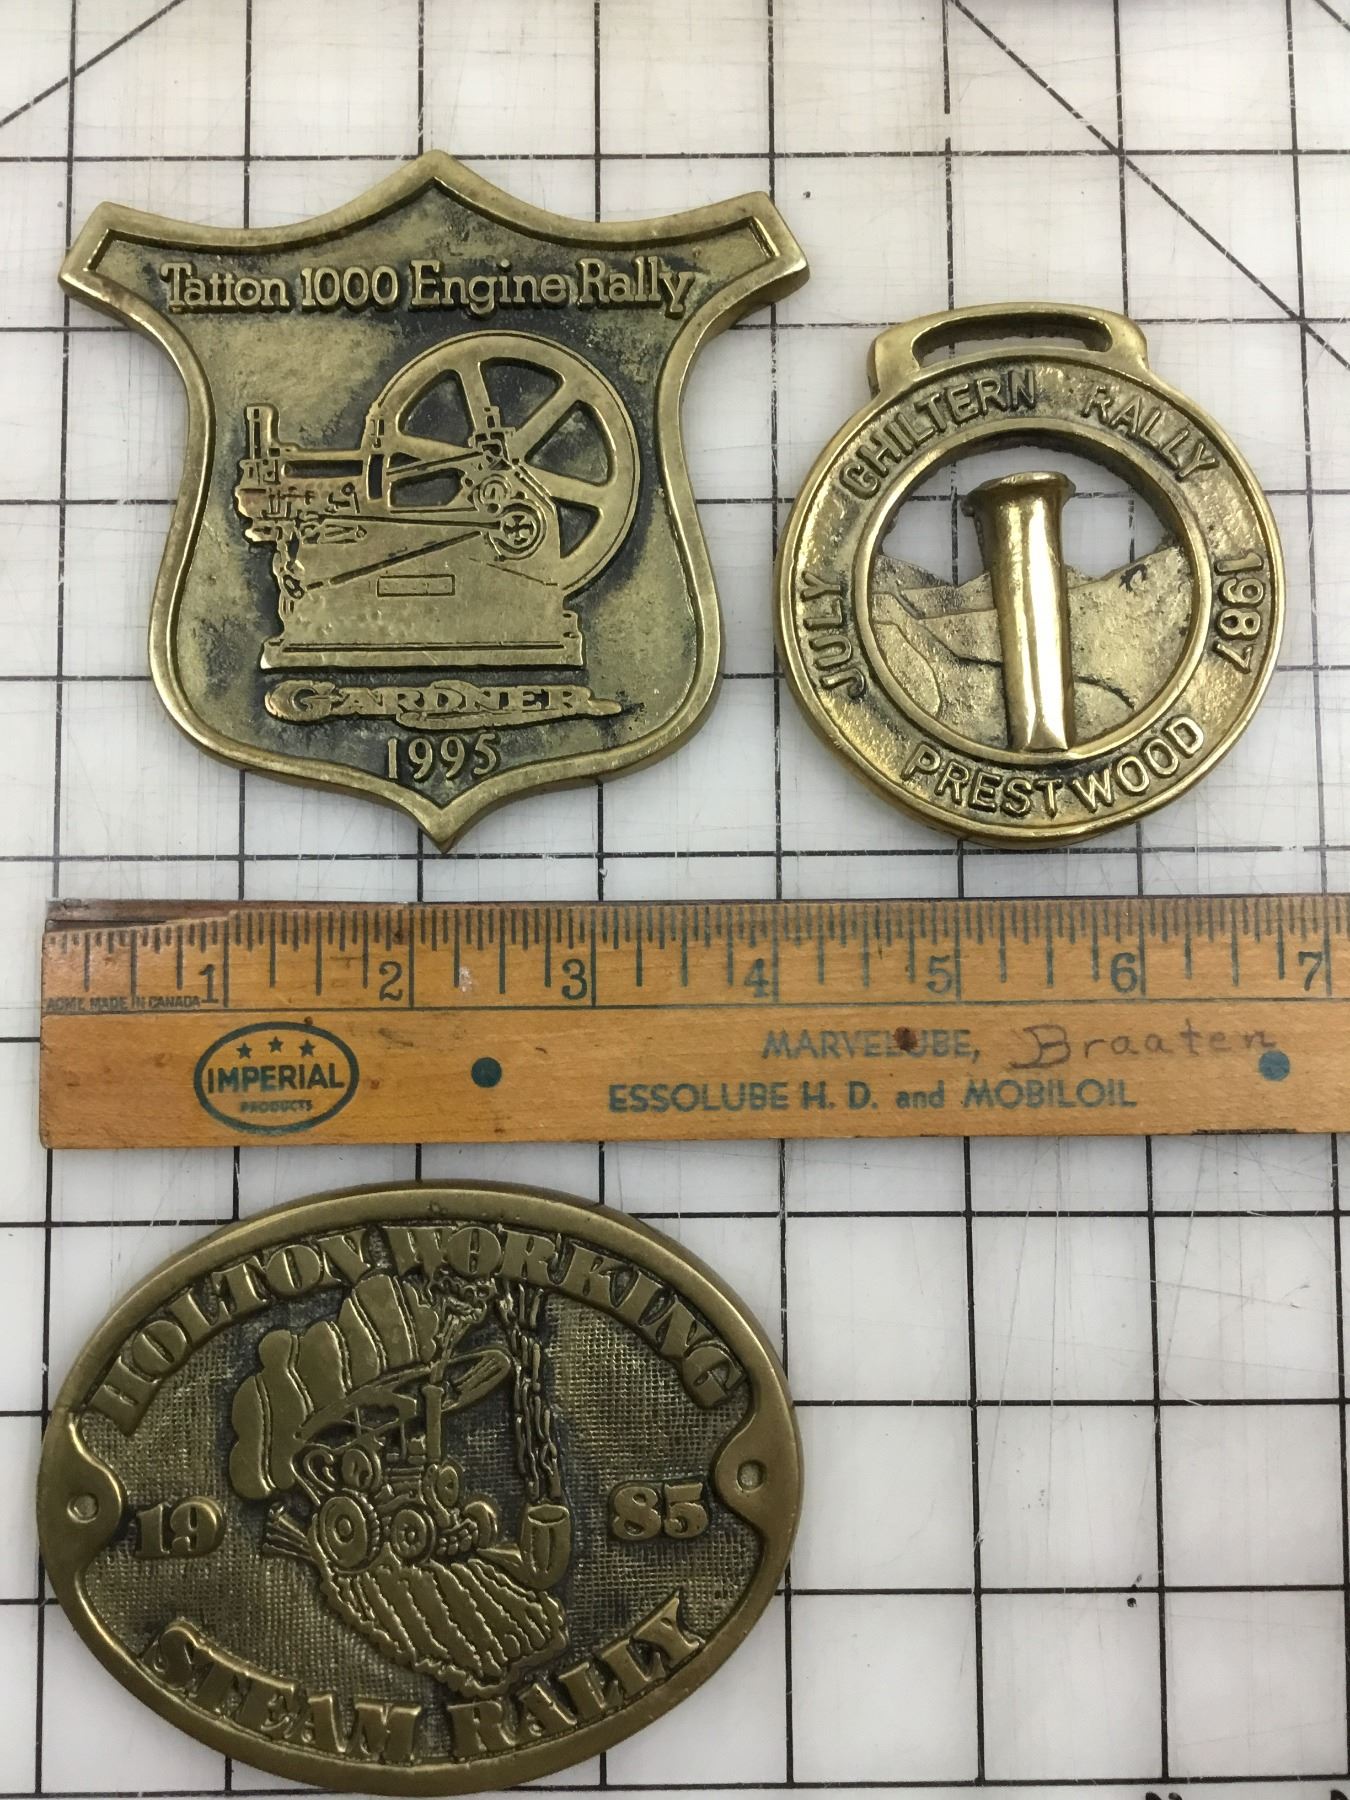 Tatton 1000 Engine Rally
GARDNER
1995
CHILTERN RALLY
JULY
1987
PRESTWOOD
1 2 3 4 5 6 7
ACME MADE IN CANADA
IMPERIAL
PRODUCTS
MARVELUBE, Braaten
ESSOLUBE H. D. and MOBILOIL
HOLTON WORKING
19 85
STEAM RALLY